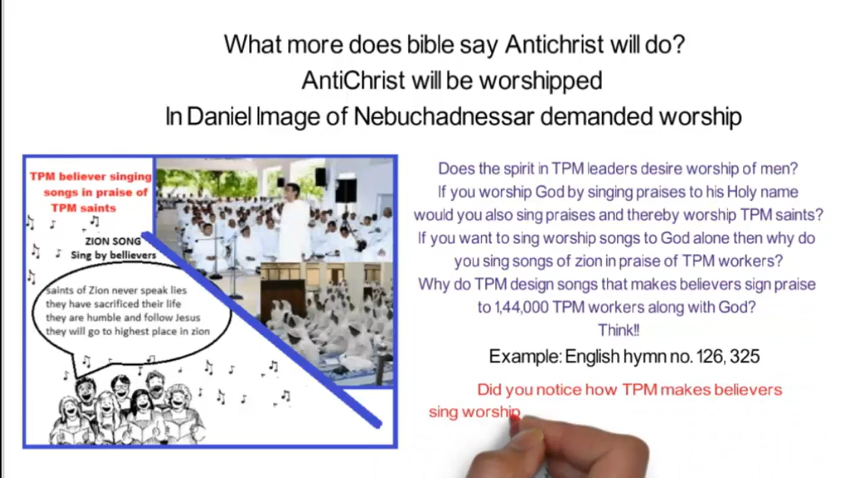 What more does bible say Antichrist will do?
AntiChrist will be worshipped
In Daniel Image of Nebuchadnessar demanded worship
TPM believer singing
songs in praise of
TPM saints
ZION SONG
Sing by bellievers
saints of Zion never speak lies
they have sacrificed their life
they are humble and follow Jesus
they will go to highest place in zion
Does the spirit in TPM leaders desire worship of men?
If you worship God by singing praises to his Holy name
would you also sing praises and thereby worship TPM saints?
If you want to sing worship songs to God alone then why do
you sing songs of zion in praise of TPM workers?
Why do TPM design songs that makes believers sign praise
to 1,44,000 TPM workers along with God?
Think!!
Example: English hymn no. 126, 325
Did you notice how TPM makes believers
sing worship